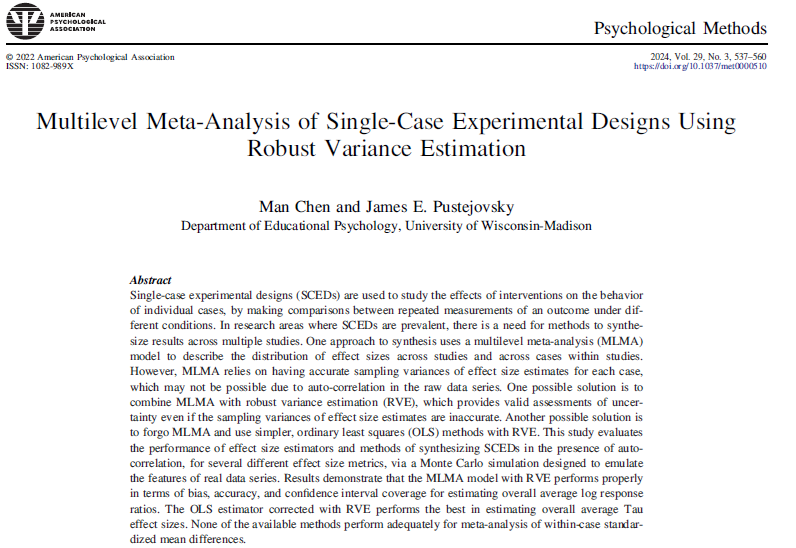 AMERICAN
PSYCHOLOGICAL
ASSOCIATION
Psychological Methods
© 2022 American Psychological Association
ISSN: 1082-989X
2024, Vol. 29, No. 3, 537–560
https://doi.org/10.1037/met0000510
Multilevel Meta-Analysis of Single-Case Experimental Designs Using
Robust Variance Estimation
Man Chen and James E. Pustejovsky
Department of Educational Psychology, University of Wisconsin-Madison
Abstract
Single-case experimental designs (SCEDs) are used to study the effects of interventions on the behavior
of individual cases, by making comparisons between repeated measurements of an outcome under dif-
ferent conditions. In research areas where SCEDs are prevalent, there is a need for methods to synthe-
size results across multiple studies. One approach to synthesis uses a multilevel meta-analysis (MLMA)
model to describe the distribution of effect sizes across studies and across cases within studies.
However, MLMA relies on having accurate sampling variances of effect size estimates for each case,
which may not be possible due to auto-correlation in the raw data series. One possible solution is to
combine MLMA with robust variance estimation (RVE), which provides valid assessments of uncer-
tainty even if the sampling variances of effect size estimates are inaccurate. Another possible solution is
to forgo MLMA and use simpler, ordinary least squares (OLS) methods with RVE. This study evaluates
the performance of effect size estimators and methods of synthesizing SCEDs in the presence of auto-
correlation, for several different effect size metrics, via a Monte Carlo simulation designed to emulate
the features of real data series. Results demonstrate that the MLMA model with RVE performs properly
in terms of bias, accuracy, and confidence interval coverage for estimating overall average log response
ratios. The OLS estimator corrected with RVE performs the best in estimating overall average Tau
effect sizes. None of the available methods perform adequately for meta-analysis of within-case standar-
dized mean differences.